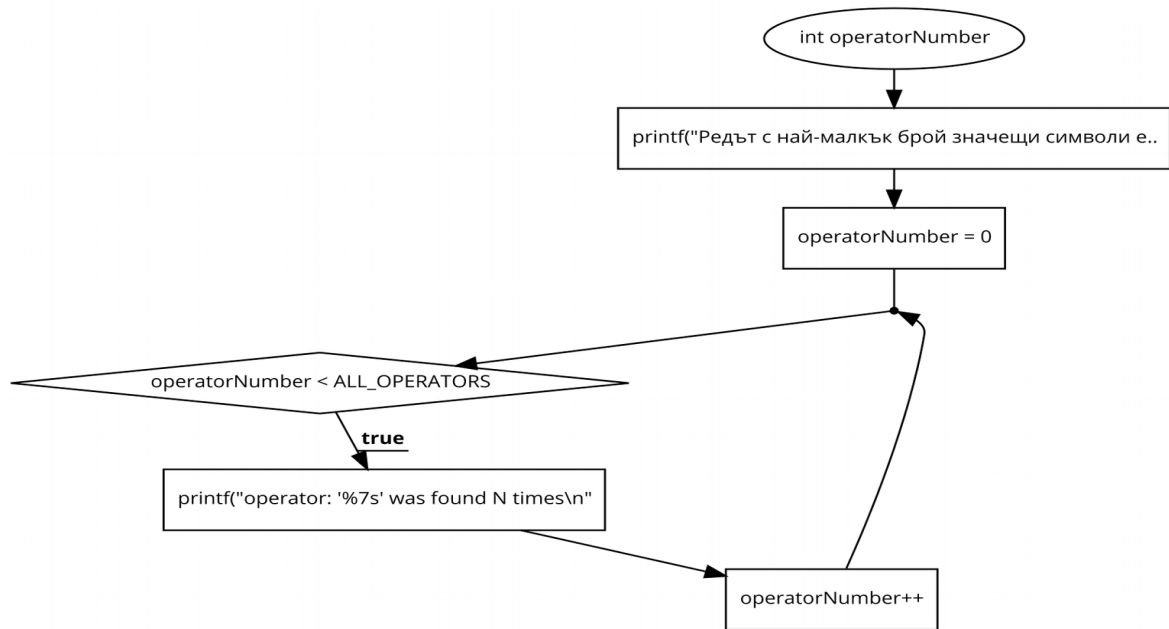 int operatorNumber
printf("Редът с най-малкък брой значещи символи е..
operatorNumber = 0
operatorNumber < ALL_OPERATORS
true
printf("operator: '%7s' was found N times\n"
operatorNumber++